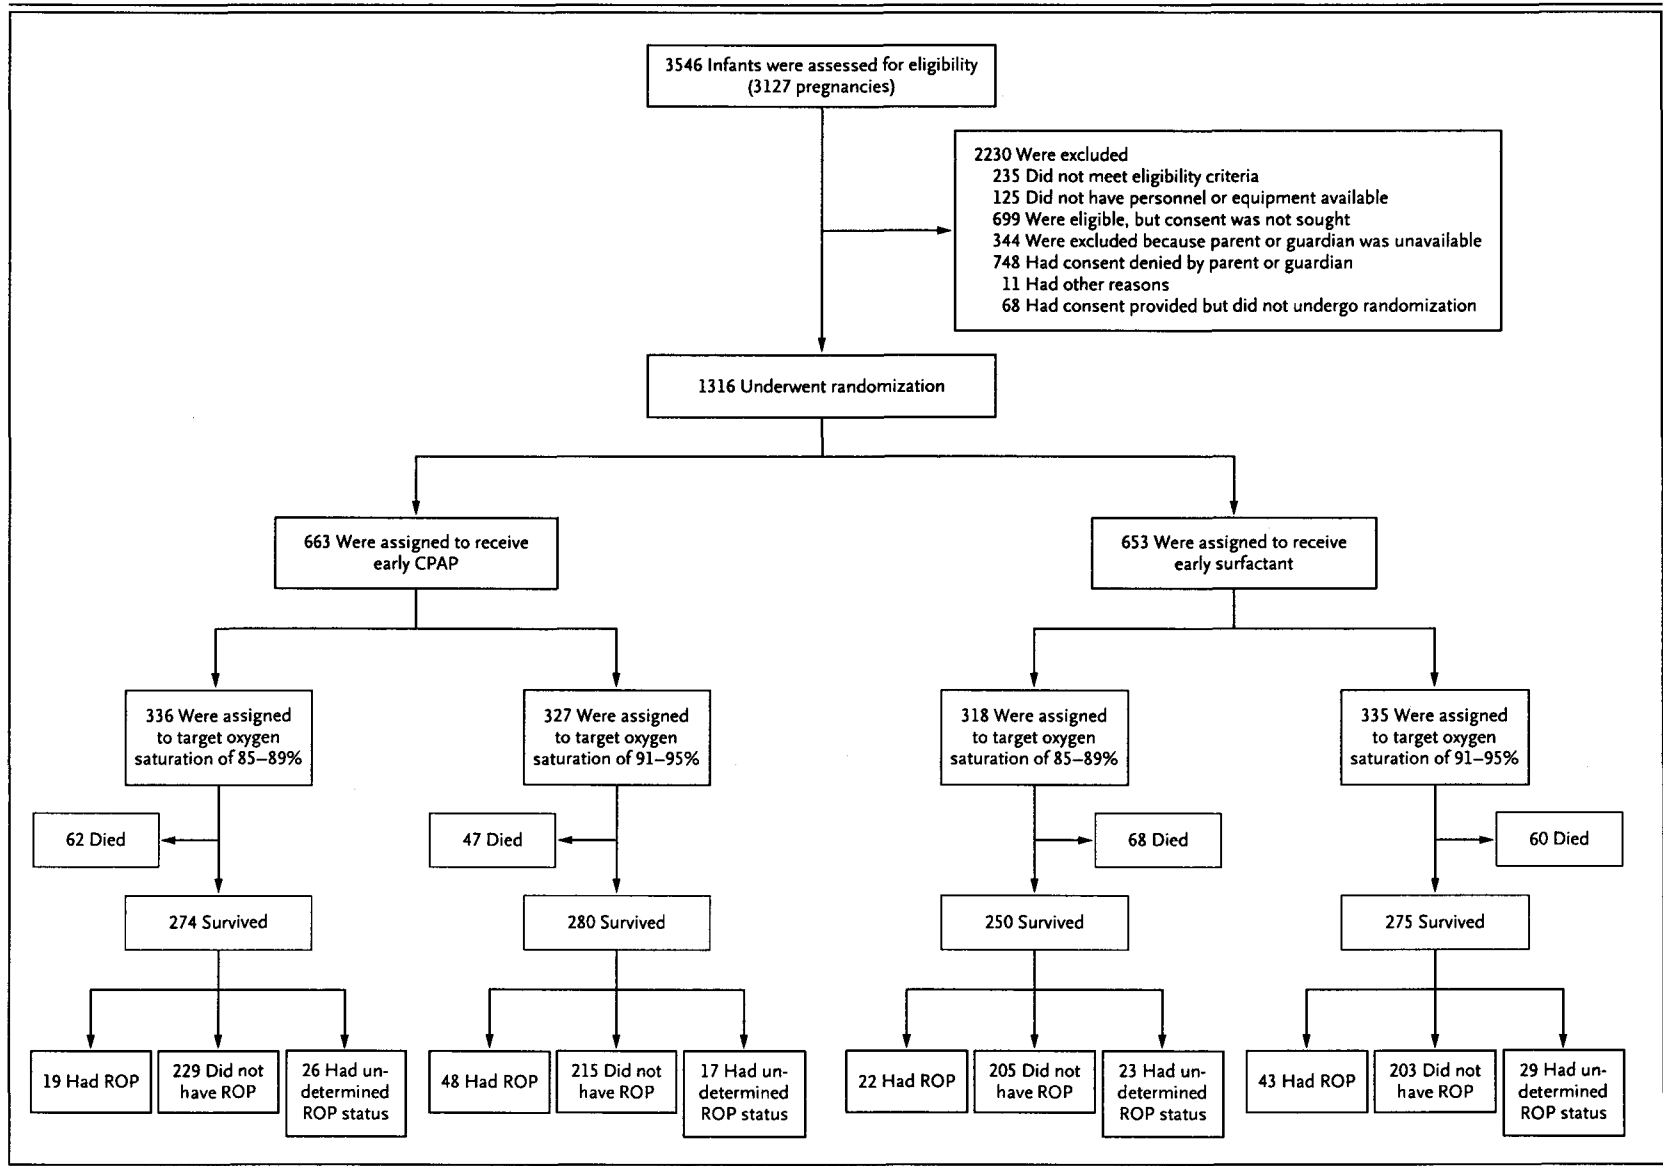 3546 Infants were assessed for eligibility
(3127 pregnancies)
2230 Were excluded
235 Did not meet eligibility criteria
125 Did not have personnel or equipment available
699 Were eligible, but consent was not sought
344 Were excluded because parent or guardian was unavailable
748 Had consent denied by parent or guardian
11 Had other reasons
68 Had consent provided but did not undergo randomization
1316 Underwent randomization
663 Were assigned to receive
early CPAP
653 Were assigned to receive
early surfactant
336 Were assigned
to target oxygen
saturation of 85–89%
327 Were assigned
to target oxygen
saturation of 91–95%
318 Were assigned
to target oxygen
saturation of 85–89%
335 Were assigned
to target oxygen
saturation of 91–95%
62 Died
47 Died
68 Died
60 Died
274 Survived
280 Survived
250 Survived
275 Survived
19 Had ROP
229 Did not
have ROP
26 Had un-
determined
ROP status
48 Had ROP
215 Did not
have ROP
17 Had un-
determined
ROP status
22 Had ROP
205 Did not
have ROP
23 Had un-
determined
ROP status
43 Had ROP
203 Did not
have ROP
29 Had un-
determined
ROP status